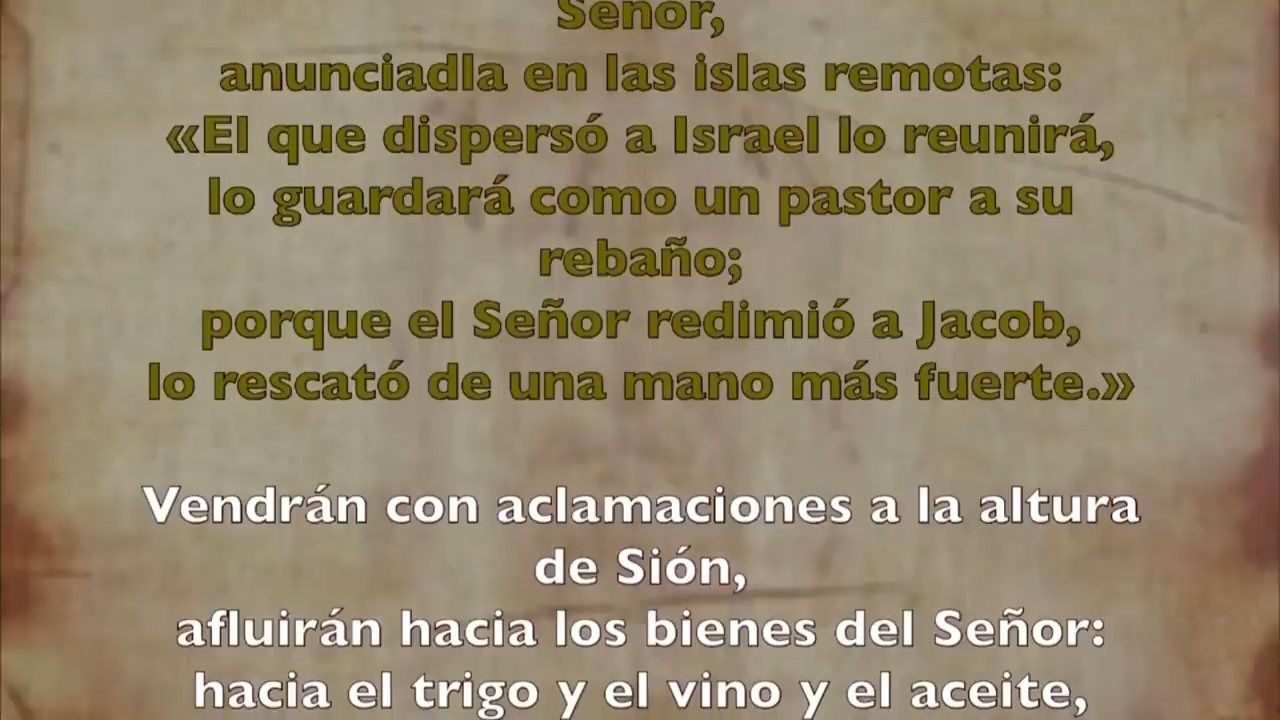 Señor,
anunciadla en las islas remotas:
«El que dispersó a Israel lo reunirá,
lo guardará como un pastor a su
rebaño;
porque el Señor redimió a Jacob,
lo rescató de una mano más fuerte.»
Vendrán con aclamaciones a la altura
de Sión,
afluirán hacia los bienes del Señor:
hacia el trigo y el vino y el aceite,